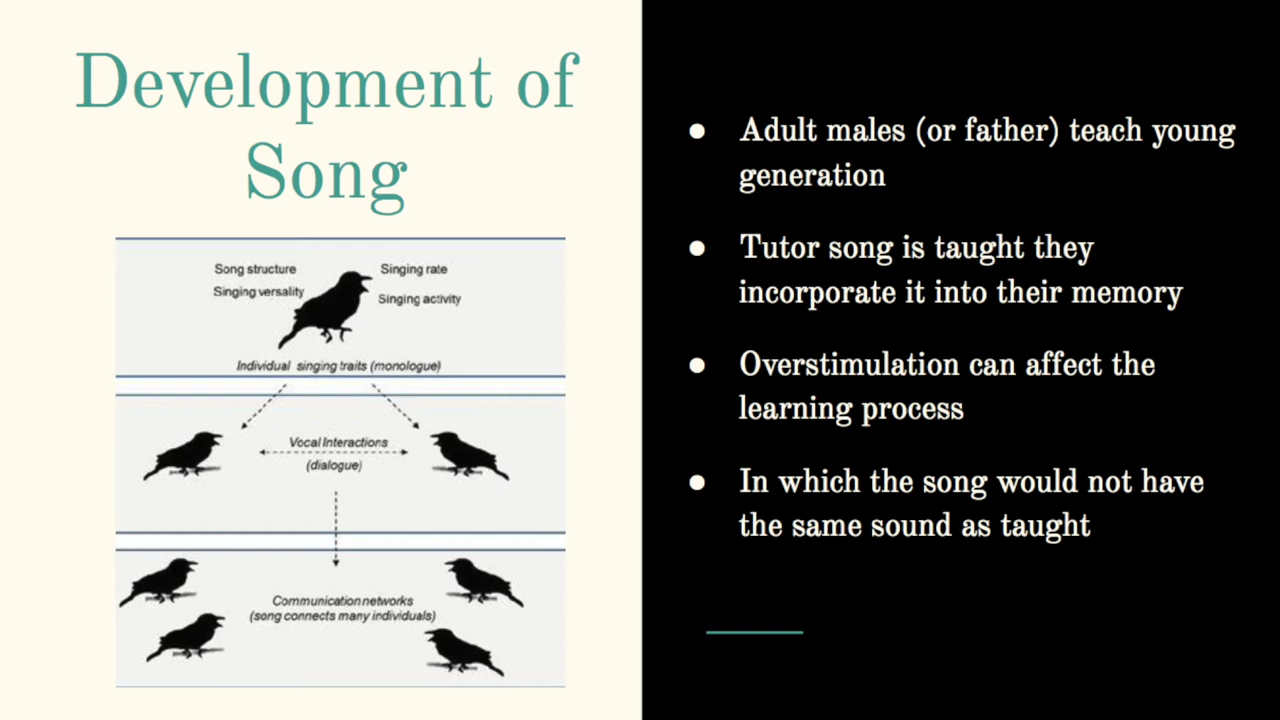 Development of
Song
Song structure
Singing rate
Singing versality
Singing activity
Individual singing traits (monologue)
Vocal Interactions
(dialogue)
Communication networks
(song connects many individuals)
● Adult males (or father) teach young
generation
● Tutor song is taught they
incorporate it into their memory
● Overstimulation can affect the
learning process
● In which the song would not have
the same sound as taught